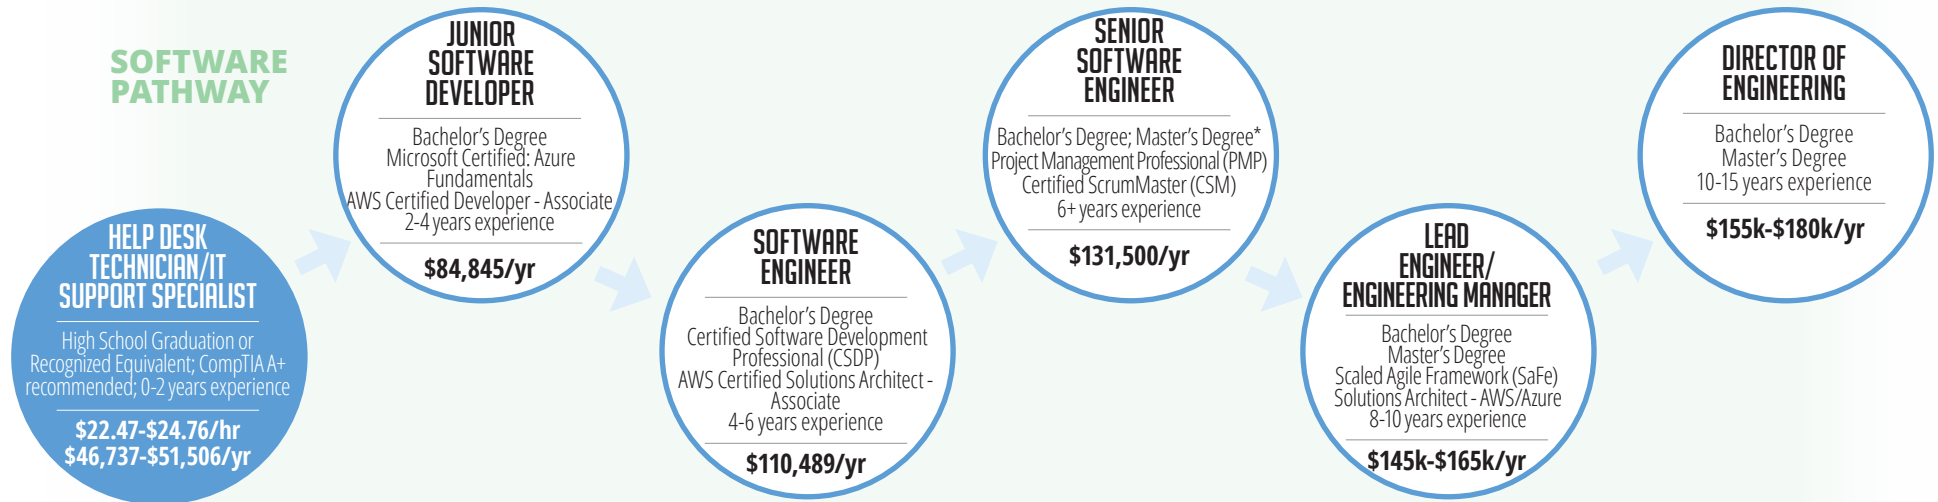 SOFTWARE
PATHWAY
HELP DESK
TECHNICIAN/IT
SUPPORT SPECIALIST
High School Graduation or
Recognized Equivalent; CompTIA A+
recommended; 0-2 years experience
$22.47-$24.76/hr
$46,737-$51,506/yr
JUNIOR
SOFTWARE
DEVELOPER
Bachelor's Degree
Microsoft Certified: Azure
Fundamentals
AWS Certified Developer - Associate
2-4 years experience
$84,845/yr
SOFTWARE
ENGINEER
Bachelor's Degree
Certified Software Development
Professional (CSDP)
AWS Certified Solutions Architect -
Associate
4-6 years experience
$110,489/yr
SENIOR
SOFTWARE
ENGINEER
Bachelor's Degree; Master's Degree*
Project Management Professional (PMP)
Certified ScrumMaster (CSM)
6+ years experience
$131,500/yr
LEAD
ENGINEER/
ENGINEERING MANAGER
Bachelor's Degree
Master's Degree
Scaled Agile Framework (SaFe)
Solutions Architect - AWS/Azure
8-10 years experience
$145k-$165k/yr
DIRECTOR OF
ENGINEERING
Bachelor's Degree
Master's Degree
10-15 years experience
$155k-$180k/yr